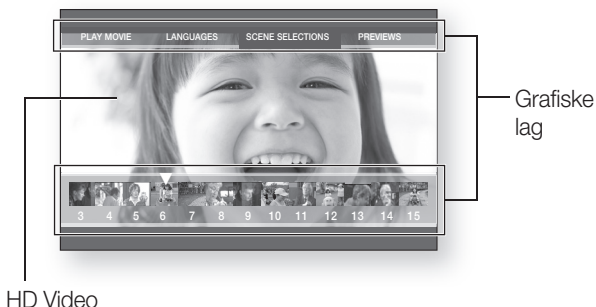 PLAY MOVIE LANGUAGES SCENE SELECTIONS PREVIEWS
Grafiske
lag
3 4 5 6 7 8 9 10 11 12 13 14 15
HD Video